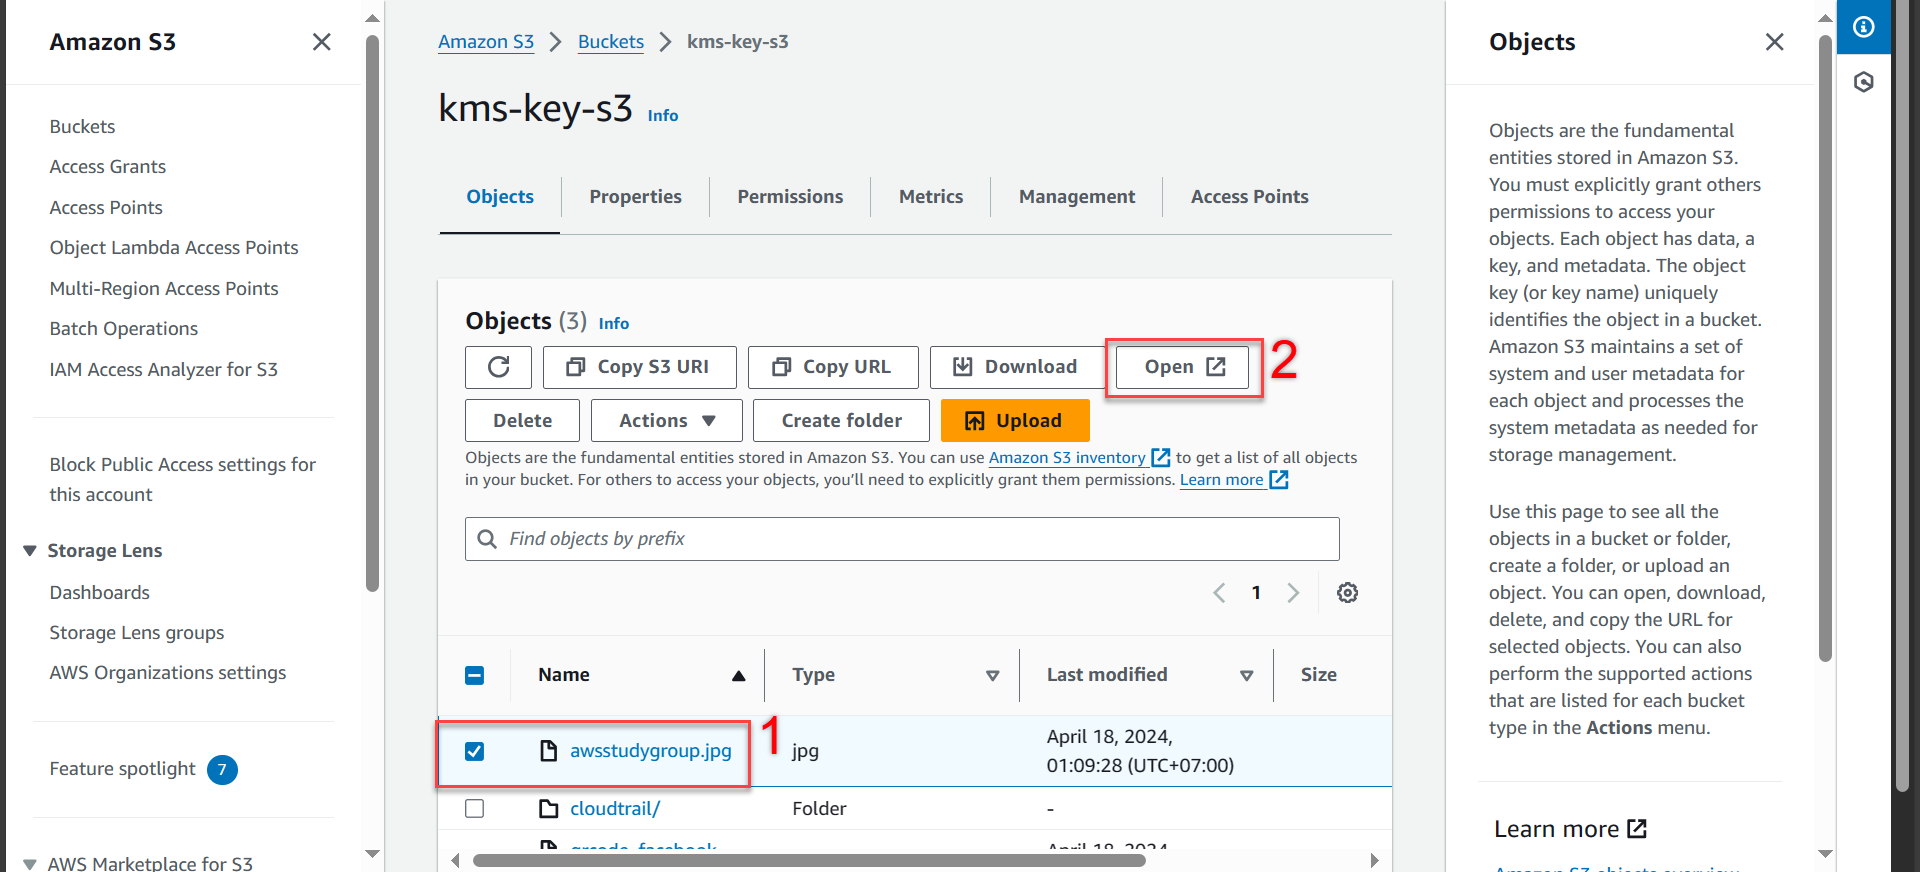 Amazon S3
Buckets
Access Grants
Access Points
Object Lambda Access Points
Multi-Region Access Points
Batch Operations
IAM Access Analyzer for S3
Block Public Access settings for
this account
Storage Lens
Dashboards
Storage Lens groups
AWS Organizations settings
Feature spotlight 7
AWS Marketplace for S3
Amazon S3 Buckets kms-key-s3
kms-key-s3 Info
Objects Properties Permissions Metrics Management Access Points
Objects (3) Info
Copy S3 URI Copy URL Download Open 2
Delete Actions Create folder Upload
Objects are the fundamental entities stored in Amazon S3. You can use Amazon S3 inventory to get a list of all objects
in your bucket. For others to access your objects, you'll need to explicitly grant them permissions. Learn more
Find objects by prefix
1
Name Type Last modified Size
awsstudygroup.jpg 1 jpg April 18, 2024,
01:09:28 (UTC+07:00)
cloudtrail/ Folder -
Objects
Objects are the fundamental
entities stored in Amazon S3.
You must explicitly grant others
permissions to access your
objects. Each object has data, a
key, and metadata. The object
key (or key name) uniquely
identifies the object in a bucket.
Amazon S3 maintains a set of
system and user metadata for
each object and processes the
system metadata as needed for
storage management.
Use this page to see all the
objects in a bucket or folder,
create a folder, or upload an
object. You can open, download,
delete, and copy the URL for
selected objects. You can also
perform the supported actions
that are listed for each bucket
type in the Actions menu.
Learn more